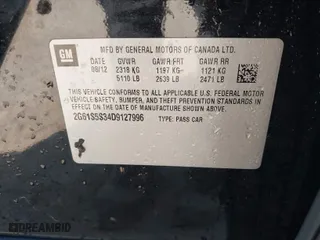 GM
MFD BY GENERAL MOTORS OF CANADA LTD.
DATE GVWR GAWR FRT GAWR RR
08/12 2318 KG 1197 KG 1121 KG
5110 LB 2639 LB 2471 LB
THIS VEHICLE CONFORMS TO ALL APPLICABLE U.S. FEDERAL MOTOR VEHICLE SAFETY, BUMPER, AND THEFT PREVENTION STANDARDS IN EFFECT ON THE DATE OF MANUFACTURE SHOWN ABOVE.
2G61S5S34D9127996 TYPE: PASS CAR
DREAMBID